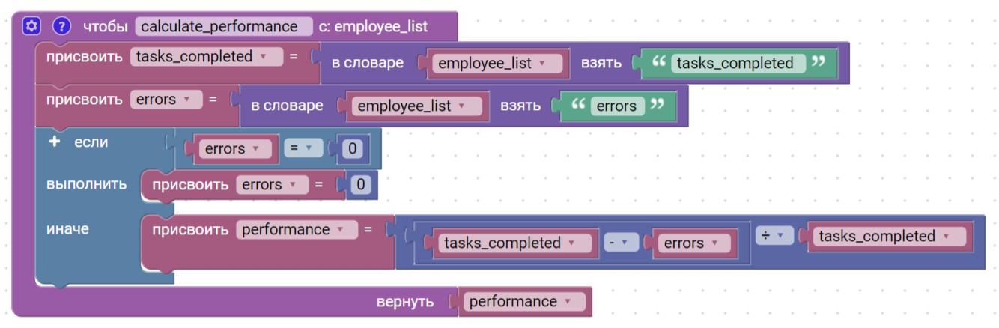 ? чтобы calculate_performance с: employee_list
присвоить tasks_completed = в словаре employee_list взять “ tasks_completed ”
присвоить errors = в словаре employee_list взять “ errors ”
+ если errors = 0
выполнить присвоить errors = 0
иначе присвоить performance = tasks_completed - errors ÷ tasks_completed
вернуть performance